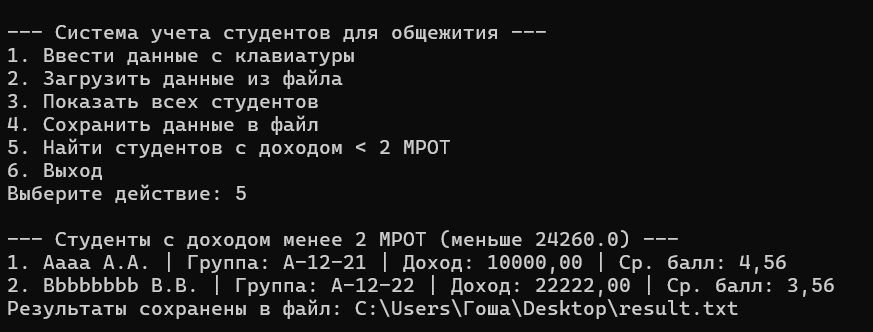 --- Система учета студентов для общежития ---
1. Ввести данные с клавиатуры
2. Загрузить данные из файла
3. Показать всех студентов
4. Сохранить данные в файл
5. Найти студентов с доходом < 2 МРОТ
6. Выход
Выберите действие: 5
--- Студенты с доходом менее 2 МРОТ (меньше 24260.0) ---
1. Аааа А.А. | Группа: А-12-21 | Доход: 10000,00 | Ср. балл: 4,56
2. Bbbbbbbb В.В. | Группа: А-12-22 | Доход: 22222,00 | Ср. балл: 3,56
Результаты сохранены в файл: C:\Users\Гоша\Desktop\result.txt